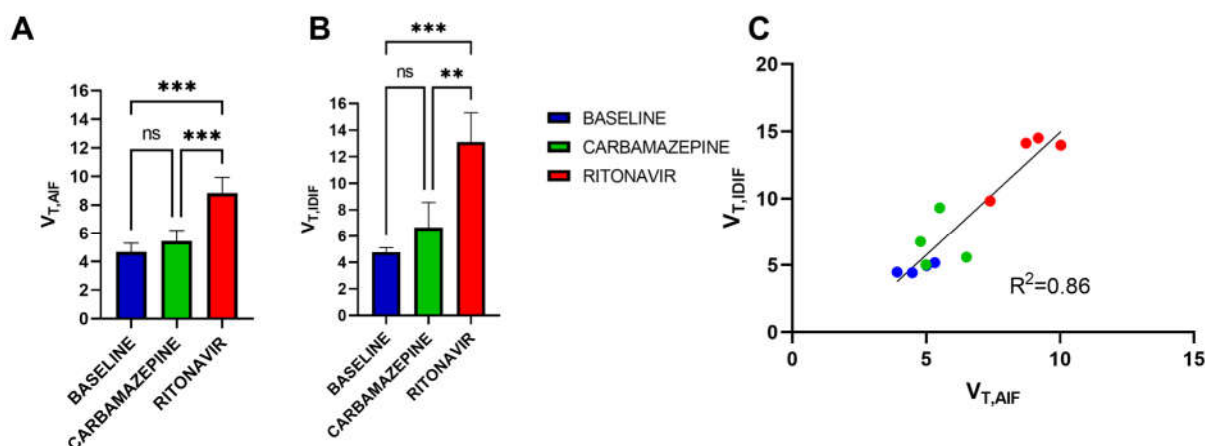 A
V_T,AIF
16
14
12
10
8
6
4
2
0
***
ns
***
BASELINE
CARBAMAZEPINE
RITONAVIR
B
V_T,IDIF
16
14
12
10
8
6
4
2
0
***
ns
**
BASELINE
CARBAMAZEPINE
RITONAVIR
BASELINE
CARBAMAZEPINE
RITONAVIR
C
V_T,IDIF
20
15
10
5
0
R²=0.86
0
5
10
15
V_T,AIF